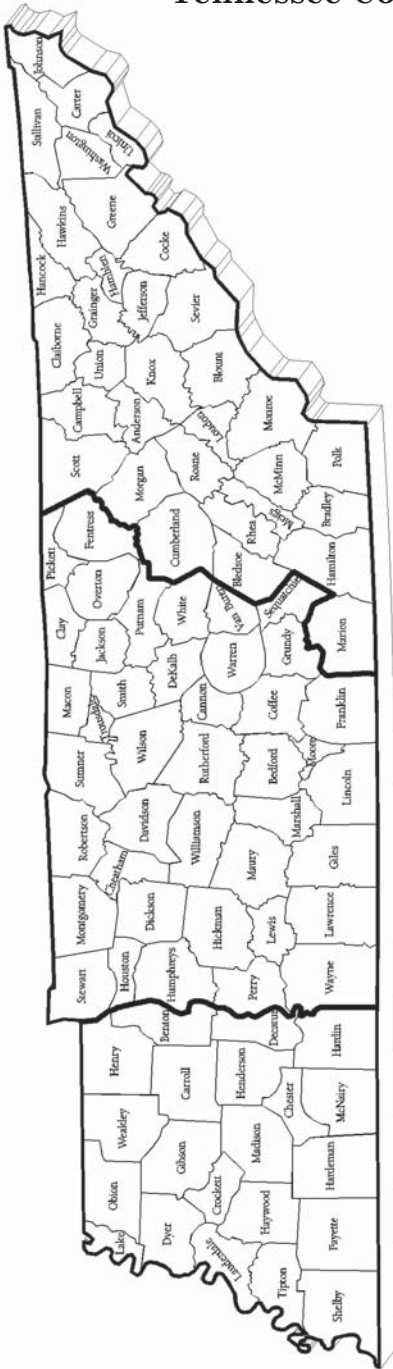 Tennessee Co
Johnson
Sullivan
Carter
Unicoi
Washington
Greene
Hawkins
Hancock
Hamblen
Cocke
Grainger
Jefferson
Sevier
Claiborne
Union
Knox
Blount
Campbell
Anderson
Loudon
Monroe
Scott
Morgan
Roane
McMinn
Polk
Meigs
Bradley
Rhea
Hamilton
Cumberland
Bledsoe
Sequatchie
Marion
Fentress
Pickett
Overton
Putnam
White
Van Buren
Warren
Grundy
Clay
Jackson
DeKalb
Smith
Cannon
Coffee
Franklin
Macon
Trousdale
Wilson
Rutherford
Bedford
Moore
Lincoln
Sumner
Robertson
Davidson
Williamson
Marshall
Giles
Cheatham
Maury
Montgomery
Dickson
Hickman
Lewis
Lawrence
Stewart
Houston
Humphreys
Perry
Wayne
Benton
Decatur
Hardin
Henry
Carroll
Henderson
Chester
McNairy
Weakley
Gibson
Madison
Hardeman
Obion
Crockett
Haywood
Fayette
Lake
Dyer
Lauderdale
Tipton
Shelby